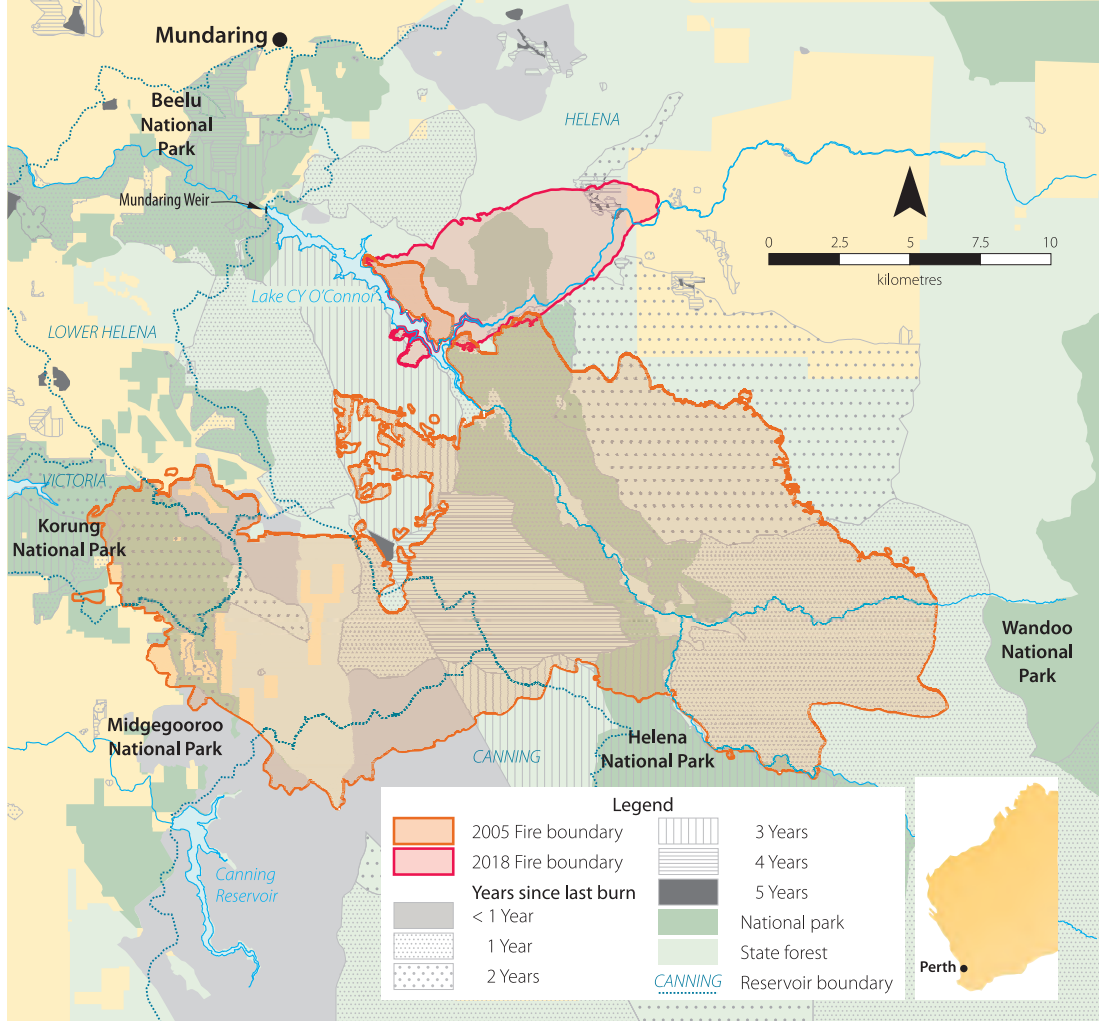 Mundaring
Beelu
National
Park
HELENA
Mundaring Weir
0 2.5 5 7.5 10
kilometres
Lake CY O'Connor
LOWER HELENA
VICTORIA
Korung
National Park
Wandoo
National
Park
Midgegooroo
National Park
CANNING
Helena
National Park
Canning
Reservoir
Legend
2005 Fire boundary
2018 Fire boundary
Years since last burn
< 1 Year
1 Year
2 Years
3 Years
4 Years
5 Years
National park
State forest
CANNING Reservoir boundary
Perth